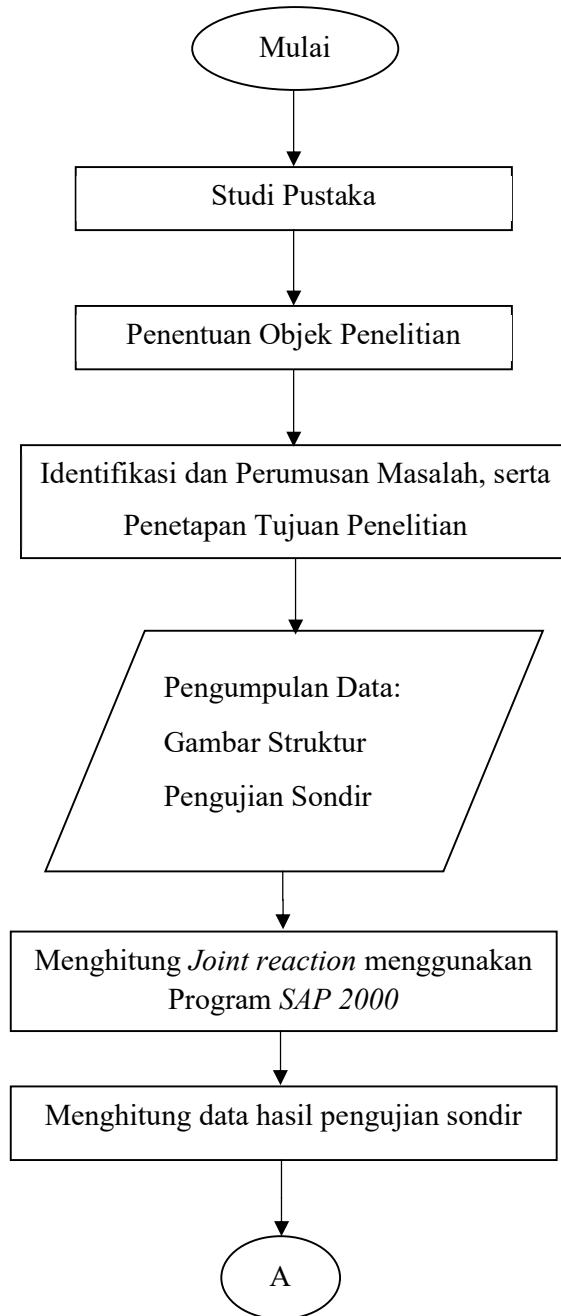 Mulai
Studi Pustaka
Penentuan Objek Penelitian
Identifikasi dan Perumusan Masalah, serta
Penetapan Tujuan Penelitian
Pengumpulan Data:
Gambar Struktur
Pengujian Sondir
Menghitung Joint reaction menggunakan
Program SAP 2000
Menghitung data hasil pengujian sondir
A